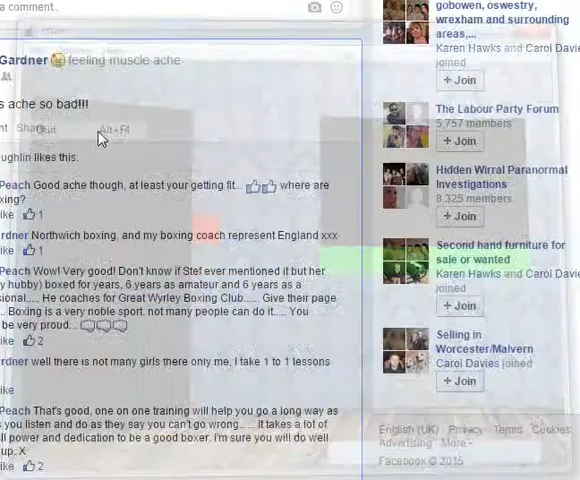 a comment.
Gardner feeling muscle ache
s ache so bad!!!
nt Share
Quit Alt+F4
ughlin likes this.
Peach Good ache though, at least your getting fit... where are
xing?
ike 1
rdner Northwich boxing, and my boxing coach represent England xxx
ike 1
Peach Wow! Very good! Don't know if Stef ever mentioned it but her
y hubby) boxed for years, 6 years as amateur and 6 years as a
sional..... He coaches for Great Wyrley Boxing Club...... Give their page
.. Boxing is a very noble sport, not many people can do it..... You
be very proud...
ike 2
rdner well there is not many girls there only me, I take 1 to 1 lessons
ike
Peach That's good, one on one training will help you go a long way as
s you listen and do as they say you can't go wrong...... It takes a lot of
ll power and dedication to be a good boxer. I'm sure you will do well
up. X
ike 2
gobowen, oswestry,
wrexham and surrounding
areas,...
Karen Hawks and Carol Davies
joined
+ Join
The Labour Party Forum
5,757 members
+ Join
Hidden Wirral Paranormal
Investigations
8,325 members
+ Join
Second hand furniture for
sale or wanted
Karen Hawks and Carol Davie
joined
+ Join
Selling in
Worcester/Malvern
Carol Davies joined
+ Join
English (UK) · Privacy · Terms · Cookies ·
Advertising · More
Facebook © 2015